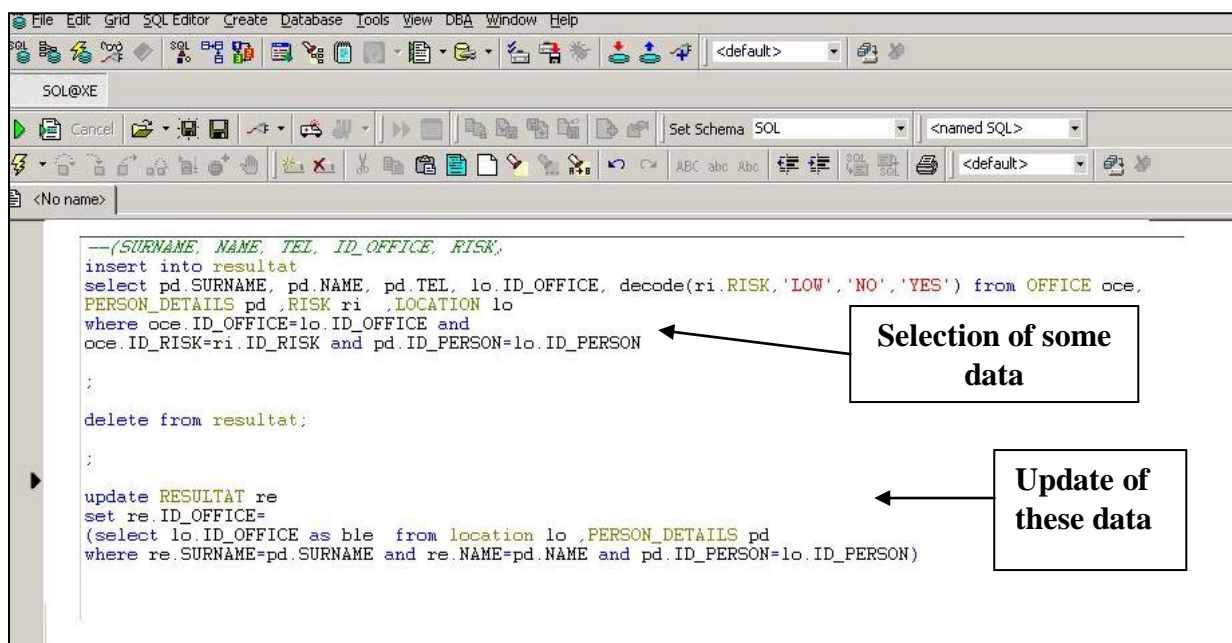 File Edit Grid SQL Editor Create Database Tools View DBA Window Help
<default>
SOL@XE
Cancel Set Schema SOL <named SQL>
ABC abc Abc <default>
<No name>
--(SURNAME, NAME, TEL, ID_OFFICE, RISK,
insert into resultat
select pd.SURNAME, pd.NAME, pd.TEL, lo.ID_OFFICE, decode(ri.RISK,'LOW','NO','YES') from OFFICE oce,
PERSON_DETAILS pd ,RISK ri ,LOCATION lo
where oce.ID_OFFICE=lo.ID_OFFICE and
oce.ID_RISK=ri.ID_RISK and pd.ID_PERSON=lo.ID_PERSON
;
Selection of some
data
delete from resultat;
;
update RESULTAT re
set re.ID_OFFICE=
(select lo.ID_OFFICE as ble from location lo ,PERSON_DETAILS pd
where re.SURNAME=pd.SURNAME and re.NAME=pd.NAME and pd.ID_PERSON=lo.ID_PERSON)
Update of
these data